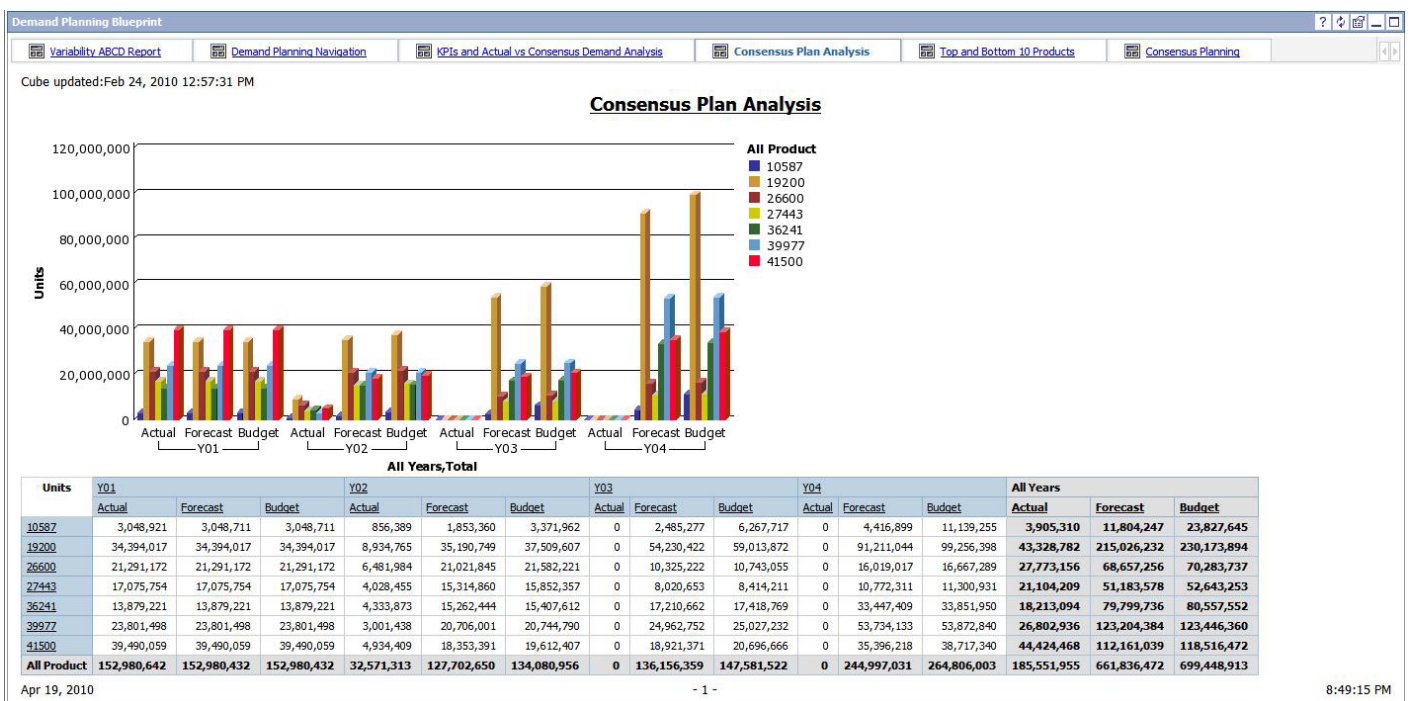 Demand Planning Blueprint
Variability ABCD Report Demand Planning Navigation KPIs and Actual vs Consensus Demand Analysis Consensus Plan Analysis Top and Bottom 10 Products Consensus Planning
Cube updated:Feb 24, 2010 12:57:31 PM
Consensus Plan Analysis
120,000,000
100,000,000
80,000,000
60,000,000
40,000,000
20,000,000
0
Units
All Product
10587
19200
26600
27443
36241
39977
41500
Actual Forecast Budget Actual Forecast Budget Actual Forecast Budget Actual Forecast Budget
Y01 Y02 Y03 Y04
All Years,Total
Units Y01 Y02 Y03 Y04 All Years
Actual Forecast Budget Actual Forecast Budget Actual Forecast Budget Actual Forecast Budget Actual Forecast Budget
10587 3,048,921 3,048,711 3,048,711 856,389 1,853,360 3,371,962 0 2,485,277 6,267,717 0 4,416,899 11,139,255 3,905,310 11,804,247 23,827,645
19200 34,394,017 34,394,017 34,394,017 8,934,765 35,190,749 37,509,607 0 54,230,422 59,013,872 0 91,211,044 99,256,398 43,328,782 215,026,232 230,173,894
26600 21,291,172 21,291,172 21,291,172 6,481,984 21,021,845 21,582,221 0 10,325,222 10,743,055 0 16,019,017 16,667,289 27,773,156 68,657,256 70,283,737
27443 17,075,754 17,075,754 17,075,754 4,028,455 15,314,860 15,852,357 0 8,020,653 8,414,211 0 10,772,311 11,300,931 21,104,209 51,183,578 52,643,253
36241 13,879,221 13,879,221 13,879,221 4,333,873 15,262,444 15,407,612 0 17,210,662 17,418,769 0 33,447,409 33,851,950 18,213,094 79,799,736 80,557,552
39977 23,801,498 23,801,498 23,801,498 3,001,438 20,706,001 20,744,790 0 24,962,752 25,027,232 0 53,734,133 53,872,840 26,802,936 123,204,384 123,446,360
41500 39,490,059 39,490,059 39,490,059 4,934,409 18,353,391 19,612,407 0 18,921,371 20,696,666 0 35,396,218 38,717,340 44,424,468 112,161,039 118,516,472
All Product 152,980,642 152,980,432 152,980,432 32,571,313 127,702,650 134,080,956 0 136,156,359 147,581,522 0 244,997,031 264,806,003 185,551,955 661,836,472 699,448,913
Apr 19, 2010 - 1 - 8:49:15 PM